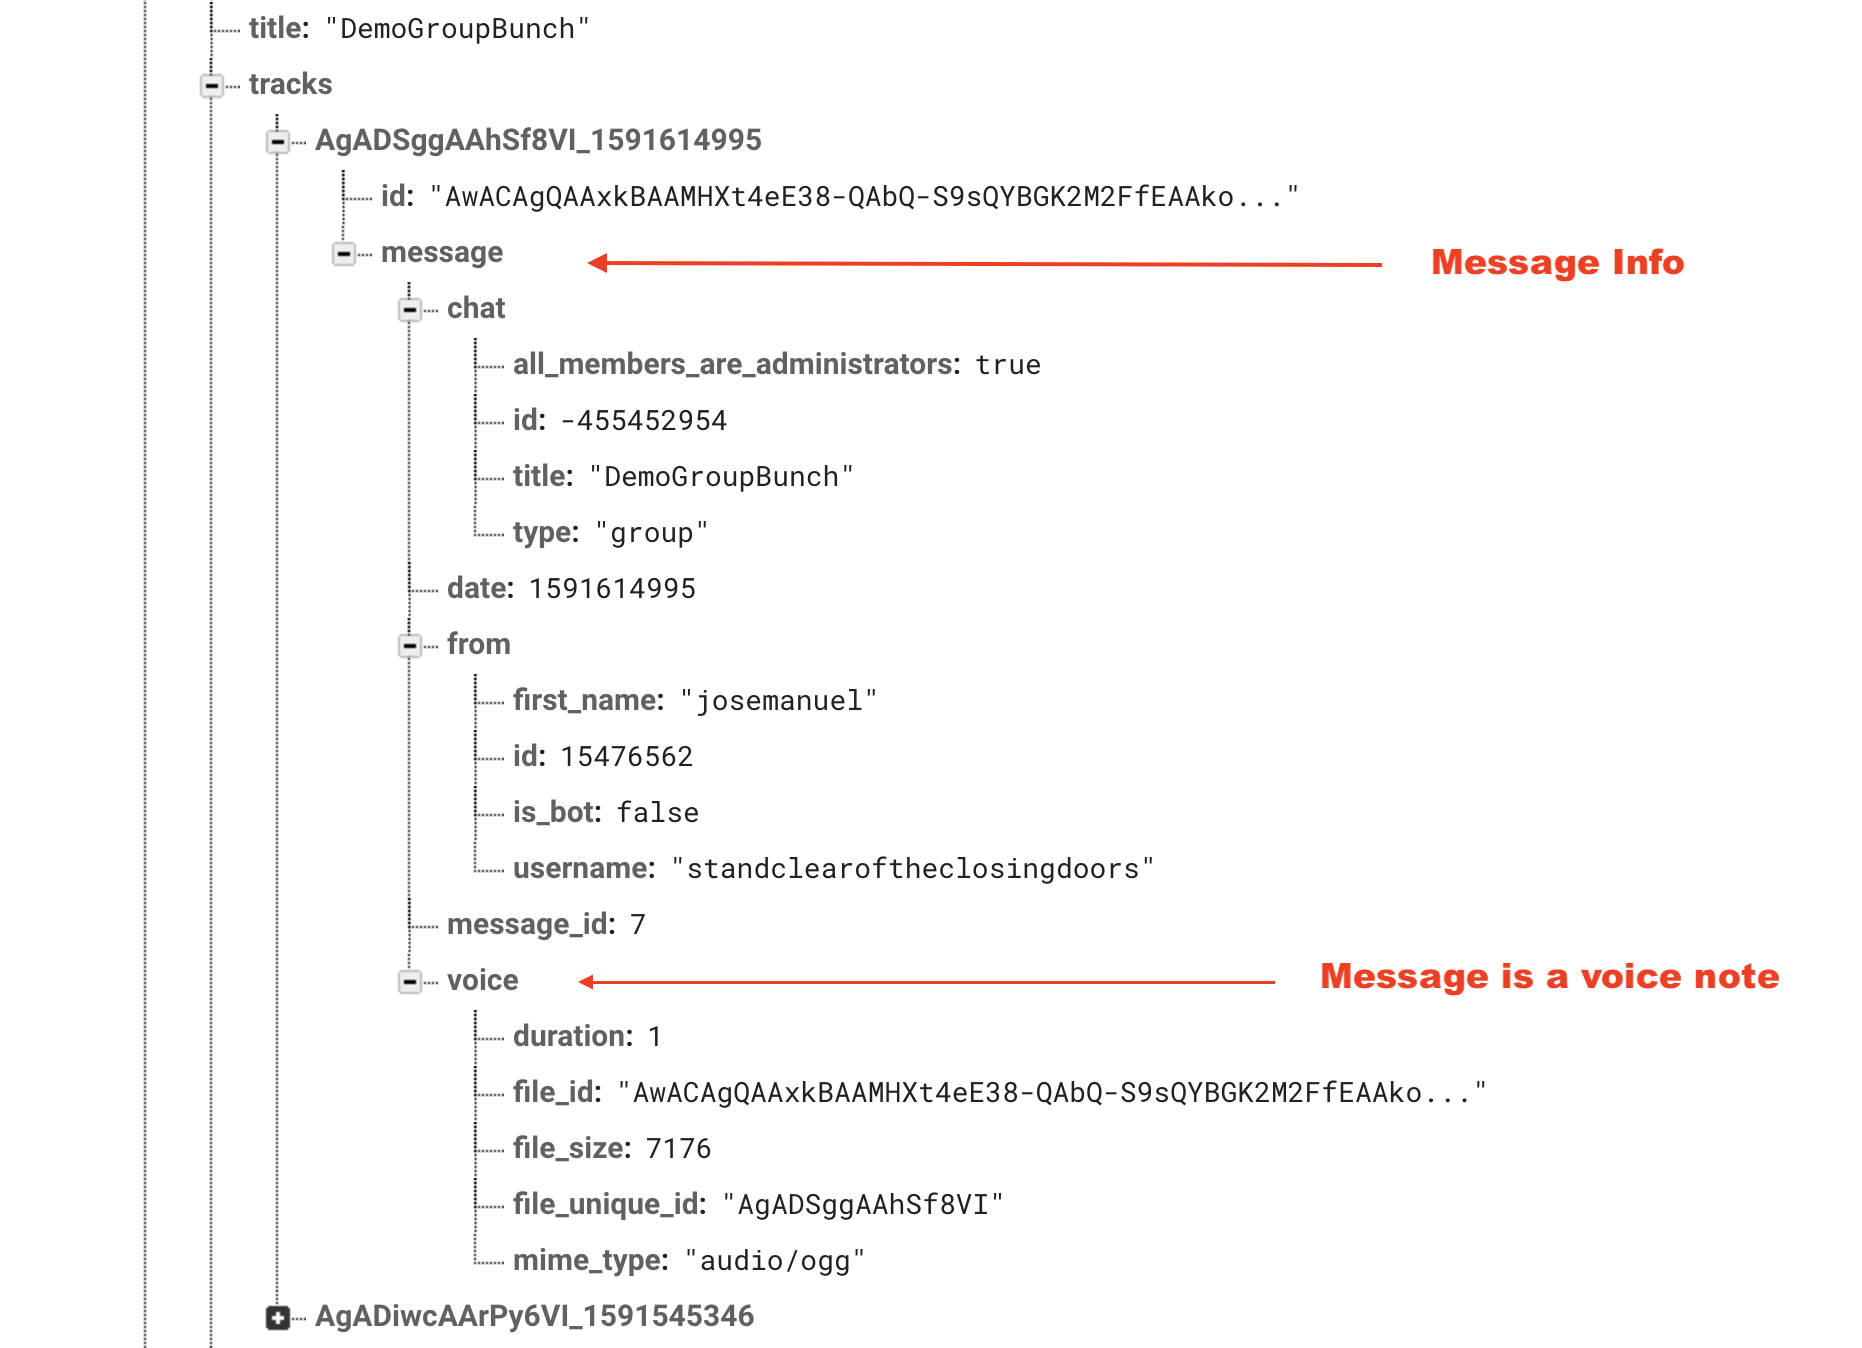 title: "DemoGroupBunch"
tracks
AgADSggAAhSf8VI_1591614995
id: "AwACAgQAAxkBAAMHXt4eE38-QAbQ-S9sQYBGK2M2FfEAAko..."
message
Message Info
chat
all_members_are_administrators: true
id: -455452954
title: "DemoGroupBunch"
type: "group"
date: 1591614995
from
first_name: "josemanuel"
id: 15476562
is_bot: false
username: "standclearoftheclosingdoors"
message_id: 7
voice
Message is a voice note
duration: 1
file_id: "AwACAgQAAxkBAAMHXt4eE38-QAbQ-S9sQYBGK2M2FfEAAko..."
file_size: 7176
file_unique_id: "AgADSggAAhSf8VI"
mime_type: "audio/ogg"
AgADiwcAArPy6VI_1591545346